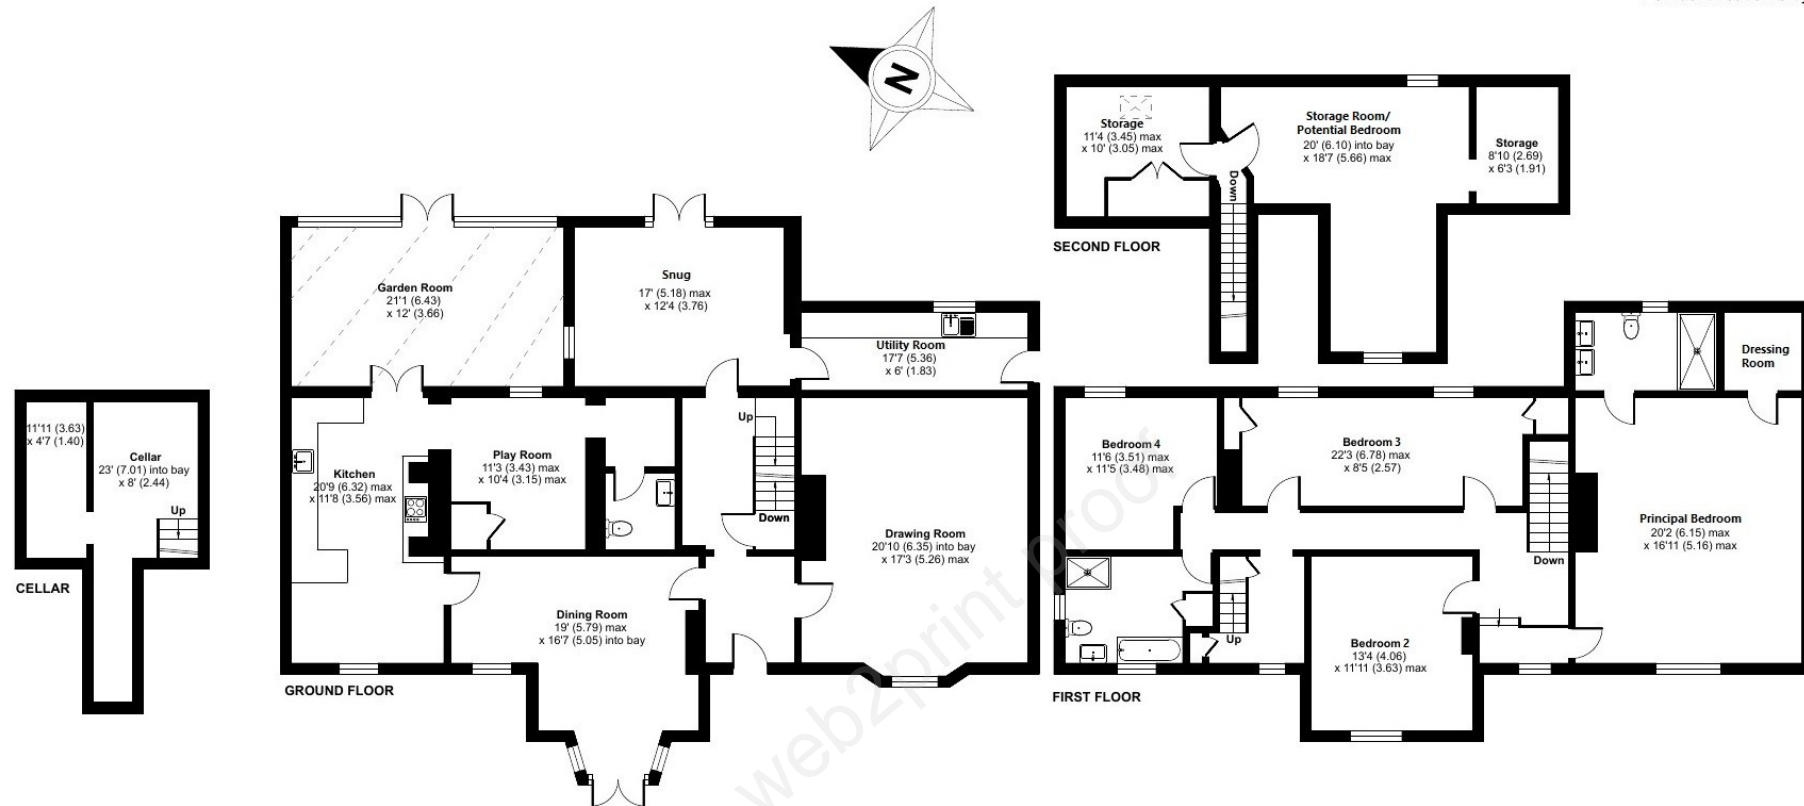 N
Storage
11'4 (3.45) max
x 10' (3.05) max
Storage Room/
Potential Bedroom
20' (6.10) into bay
x 18'7 (5.66) max
Storage
8'10 (2.69)
x 6'3 (1.91)
Down
SECOND FLOOR
11'11 (3.63)
x 4'7 (1.40)
Cellar
23' (7.01) into bay
x 8' (2.44)
Up
CELLAR
Garden Room
21'1 (6.43)
x 12' (3.66)
Snug
17' (5.18) max
x 12'4 (3.76)
Utility Room
17'7 (5.36)
x 6' (1.83)
Kitchen
20'9 (6.32) max
x 11'8 (3.56) max
Play Room
11'3 (3.43) max
x 10'4 (3.15) max
Up
Down
Drawing Room
20'10 (6.35) into bay
x 17'3 (5.26) max
Dining Room
19' (5.79) max
x 16'7 (5.05) into bay
GROUND FLOOR
Dressing
Room
Bedroom 4
11'6 (3.51) max
x 11'5 (3.48) max
Bedroom 3
22'3 (6.78) max
x 8'5 (2.57)
Principal Bedroom
20'2 (6.15) max
x 16'11 (5.16) max
Down
Up
Bedroom 2
13'4 (4.06)
x 11'11 (3.63) max
FIRST FLOOR
web2print proof